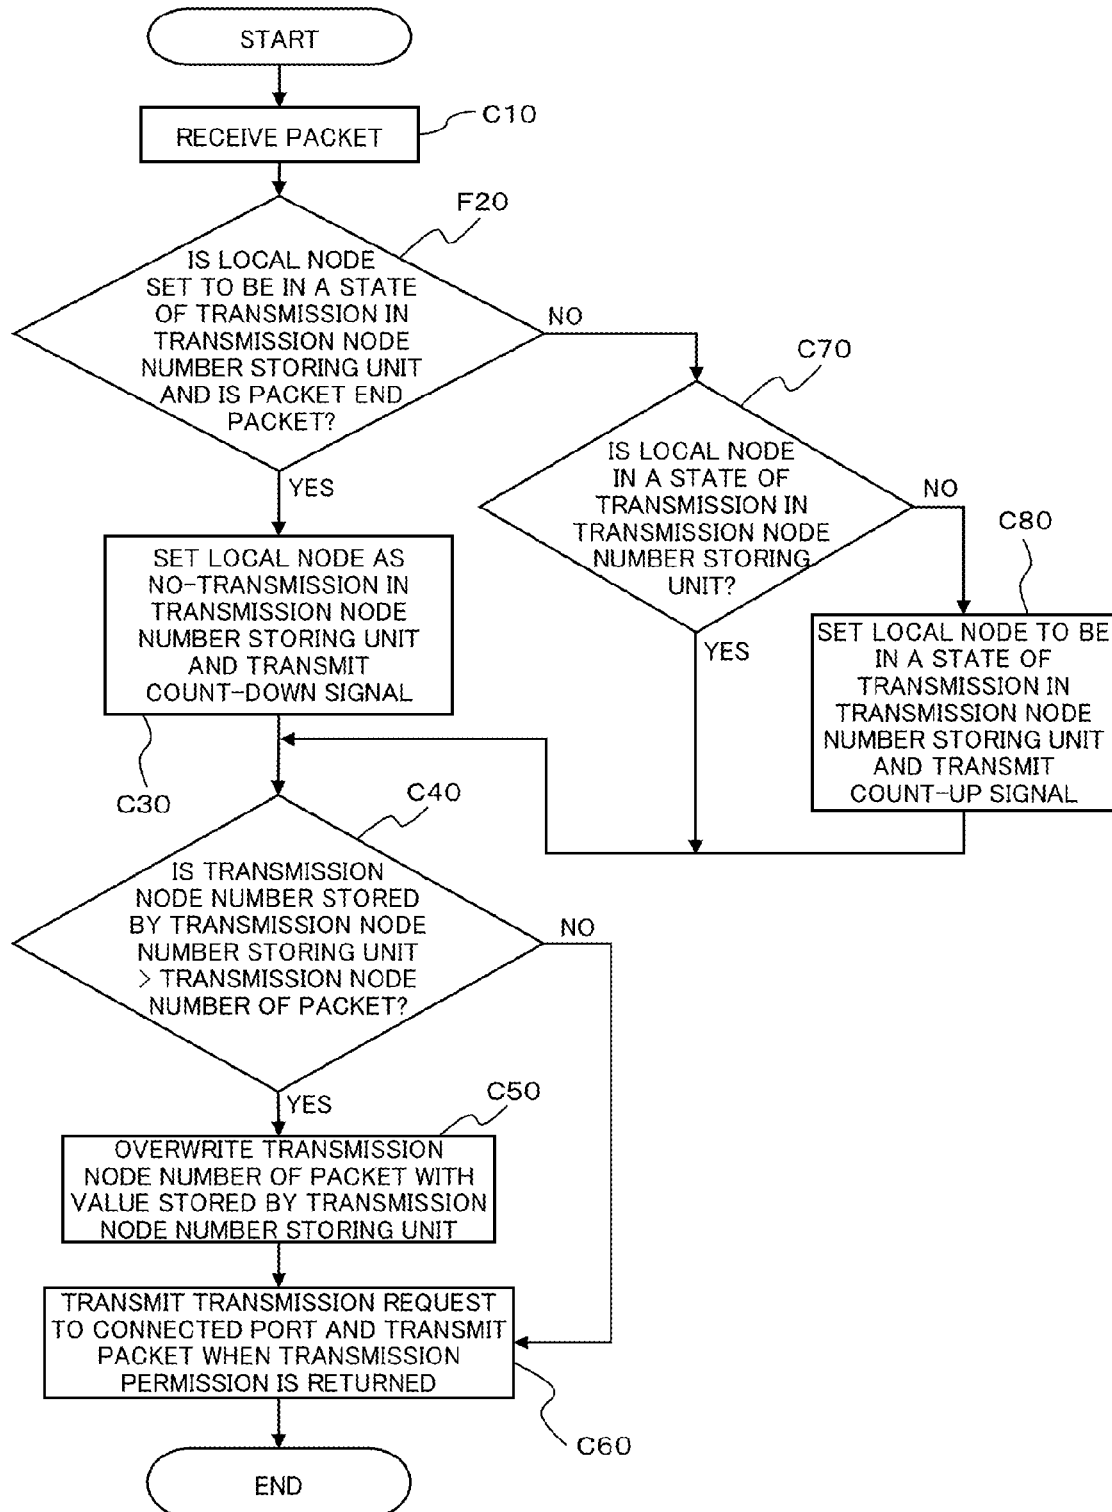 START
RECEIVE PACKET
C10
F20
IS LOCAL NODE
SET TO BE IN A STATE
OF TRANSMISSION IN
TRANSMISSION NODE
NUMBER STORING UNIT
AND IS PACKET END
PACKET?
NO
YES
C70
IS LOCAL NODE
IN A STATE OF
TRANSMISSION IN
TRANSMISSION NODE
NUMBER STORING
UNIT?
NO
YES
C80
SET LOCAL NODE TO BE
IN A STATE OF
TRANSMISSION IN
TRANSMISSION NODE
NUMBER STORING UNIT
AND TRANSMIT
COUNT-UP SIGNAL
SET LOCAL NODE AS
NO-TRANSMISSION IN
TRANSMISSION NODE
NUMBER STORING UNIT
AND TRANSMIT
COUNT-DOWN SIGNAL
C30
C40
IS TRANSMISSION
NODE NUMBER STORED
BY TRANSMISSION NODE
NUMBER STORING UNIT
> TRANSMISSION NODE
NUMBER OF PACKET?
NO
YES
C50
OVERWRITE TRANSMISSION
NODE NUMBER OF PACKET WITH
VALUE STORED BY TRANSMISSION
NODE NUMBER STORING UNIT
TRANSMIT TRANSMISSION REQUEST
TO CONNECTED PORT AND TRANSMIT
PACKET WHEN TRANSMISSION
PERMISSION IS RETURNED
C60
END